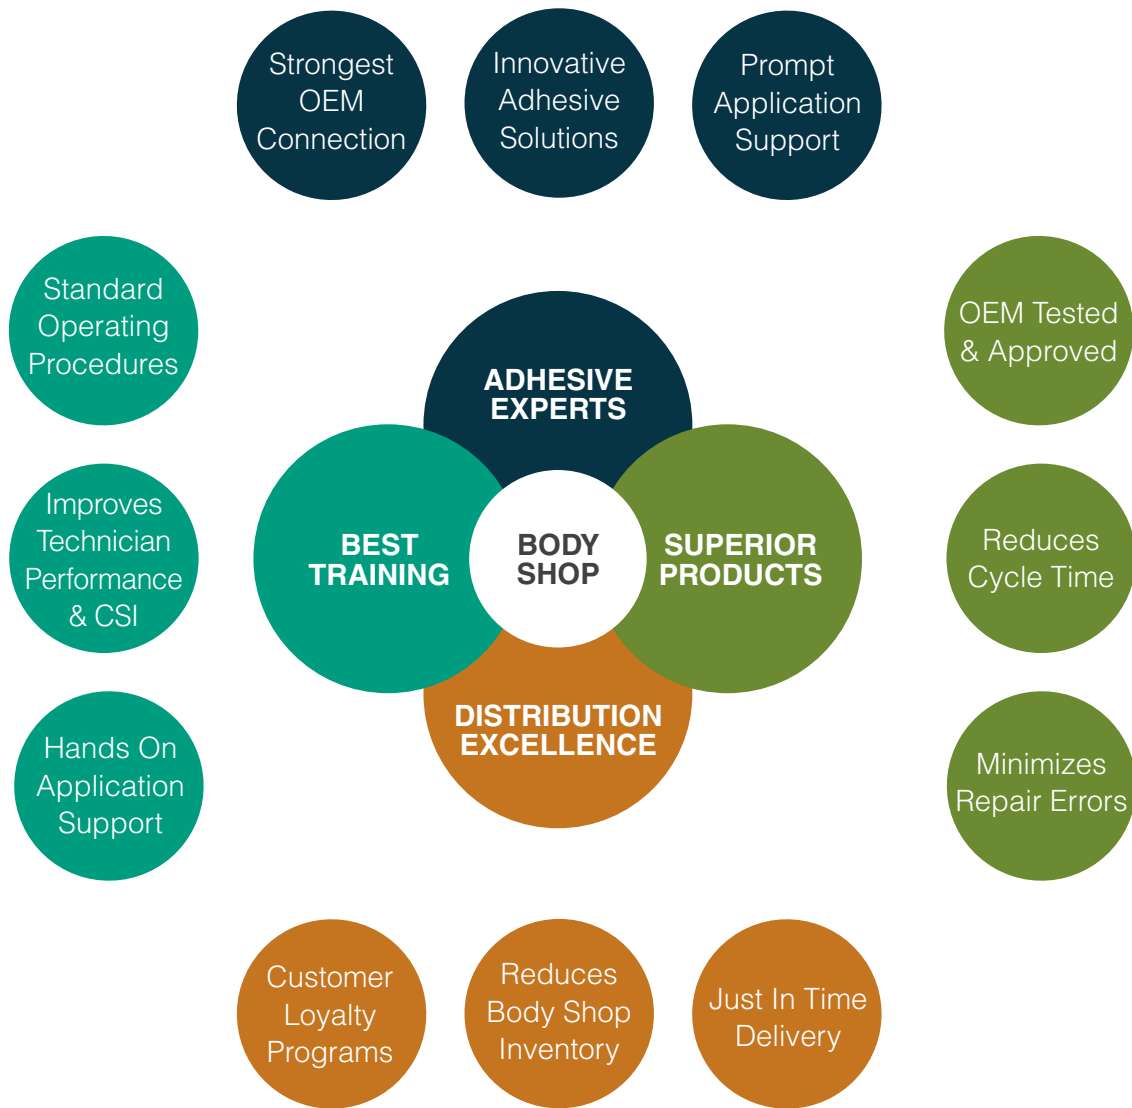 Strongest
OEM
Connection
Innovative
Adhesive
Solutions
Prompt
Application
Support
Standard
Operating
Procedures
Improves
Technician
Performance
& CSI
Hands On
Application
Support
ADHESIVE
EXPERTS
BEST
TRAINING
BODY
SHOP
SUPERIOR
PRODUCTS
DISTRIBUTION
EXCELLENCE
OEM Tested
& Approved
Reduces
Cycle Time
Minimizes
Repair Errors
Customer
Loyalty
Programs
Reduces
Body Shop
Inventory
Just In Time
Delivery